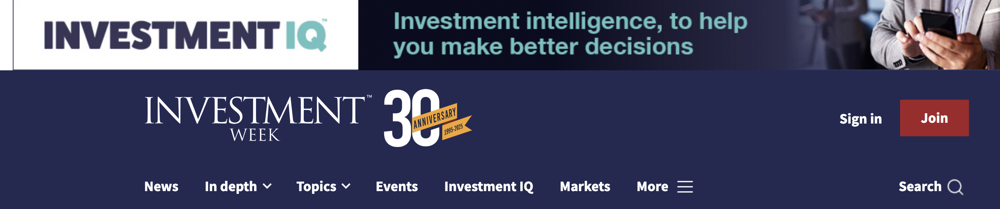 INVESTMENT IQ™
Investment intelligence, to help
you make better decisions
INVESTMENT™
WEEK
30
ANNIVERSARY
1995-2025
Sign in
Join
News
In depth
Topics
Events
Investment IQ
Markets
More
Search